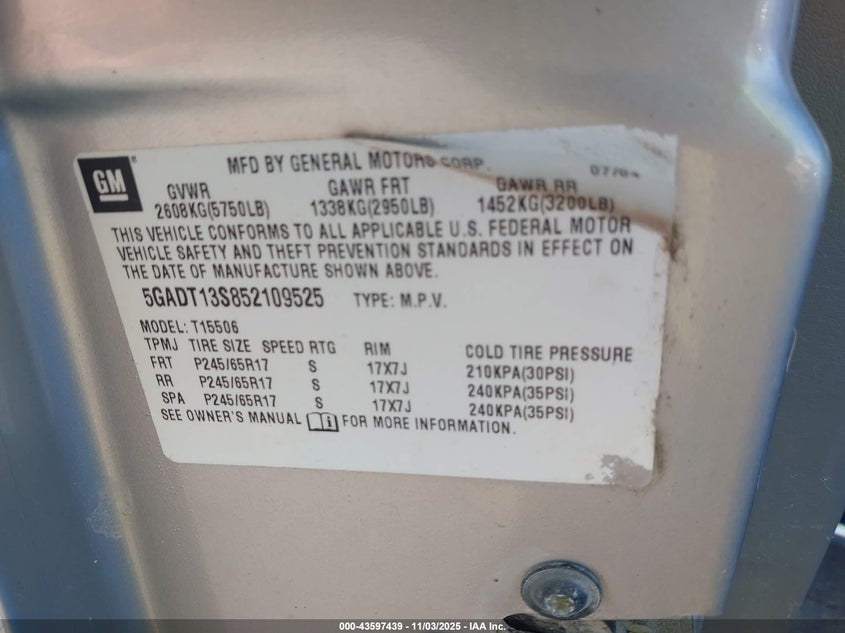 GM
MFD BY GENERAL MOTORS CORP. 07/04
GVWR GAWR FRT GAWR RR
2608KG(5750LB) 1338KG(2950LB) 1452KG(3200LB)
THIS VEHICLE CONFORMS TO ALL APPLICABLE U.S. FEDERAL MOTOR
VEHICLE SAFETY AND THEFT PREVENTION STANDARDS IN EFFECT ON
THE DATE OF MANUFACTURE SHOWN ABOVE.
5GADT13S852109525 TYPE: M.P.V.
MODEL: T15506
TPMJ TIRE SIZE SPEED RTG RIM COLD TIRE PRESSURE
FRT P245/65R17 S 17X7J 210KPA(30PSI)
RR P245/65R17 S 17X7J 240KPA(35PSI)
SPA P245/65R17 S 17X7J 240KPA(35PSI)
SEE OWNER'S MANUAL FOR MORE INFORMATION.
000-43597439 - 11/03/2025 - IAA Inc.